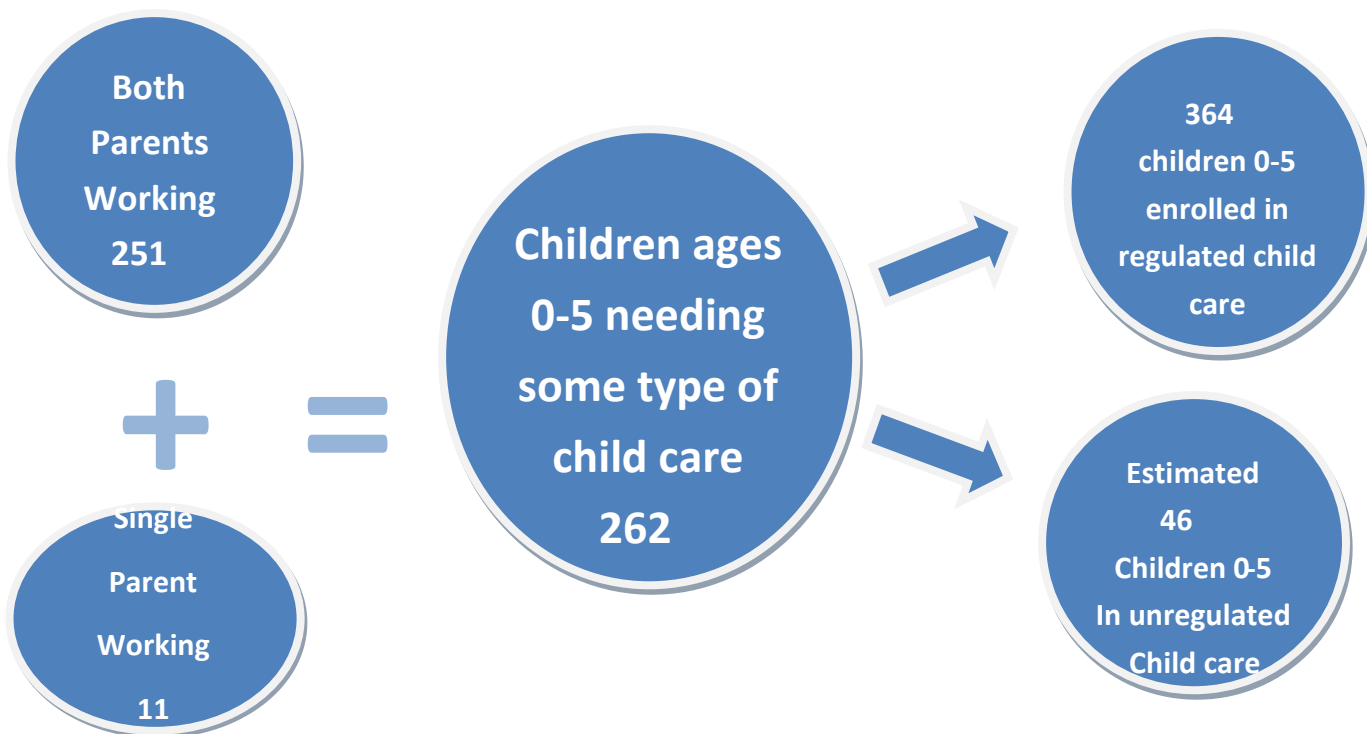 Both
Parents
Working
251
+
Single
Parent
Working
11
=
Children ages
0-5 needing
some type of
child care
262
364
children 0-5
enrolled in
regulated child
care
Estimated
46
Children 0-5
In unregulated
Child care